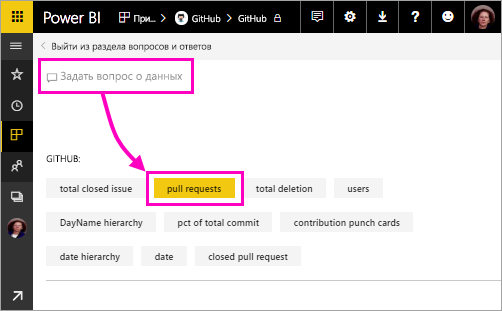 Power BI При... GitHub GitHub
Выйти из раздела вопросов и ответов
Задать вопрос о данных
GITHUB:
total closed issue pull requests total deletion users
DayName hierarchy pct of total commit contribution punch cards
date hierarchy date closed pull request